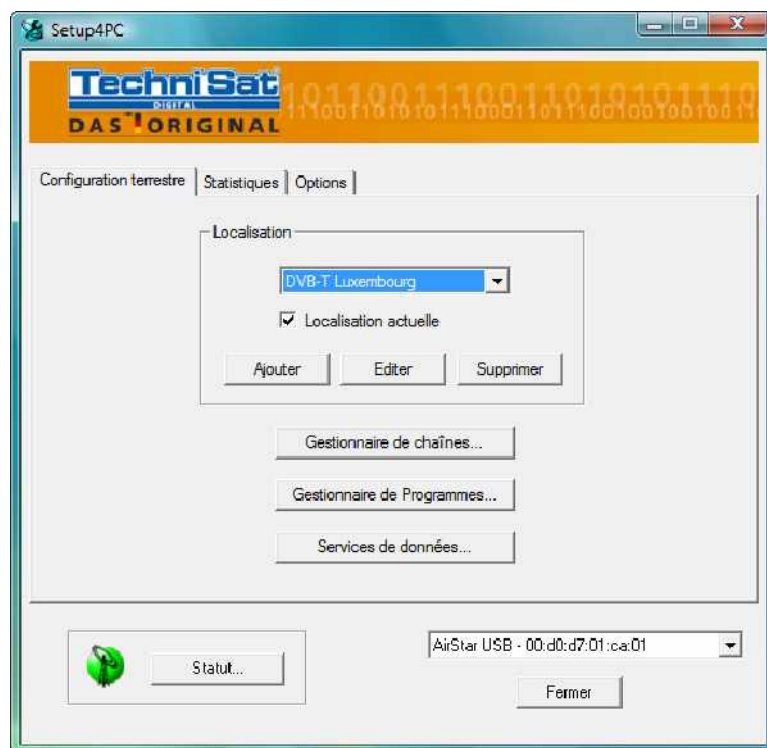 Setup4PC
TechniSat
DIGITAL
DAS ORIGINAL
Configuration terrestre
Statistiques
Options
Localisation
DVB-T Luxembourg
Localisation actuelle
Ajouter
Editer
Supprimer
Gestionnaire de chaînes...
Gestionnaire de Programmes...
Services de données...
Statut...
AirStar USB - 00:d0:d7:01:ca:01
Fermer